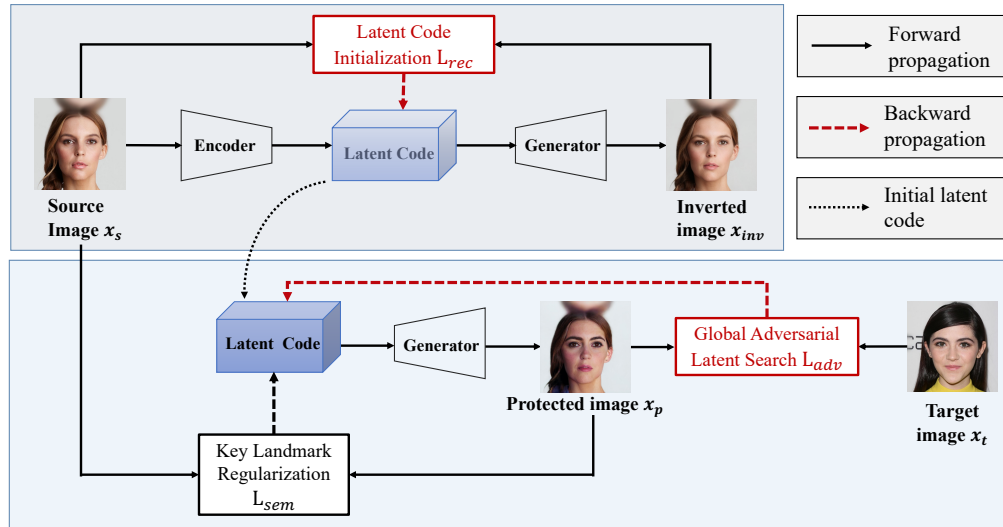 Latent Code
Initialization L_rec
Encoder
Latent Code
Generator
Source
Image x_s
Inverted
image x_inv
Forward
propagation
Backward
propagation
Initial latent
code
Latent Code
Generator
Global Adversarial
Latent Search L_adv
Protected image x_p
Target
image x_t
Key Landmark
Regularization
L_sem